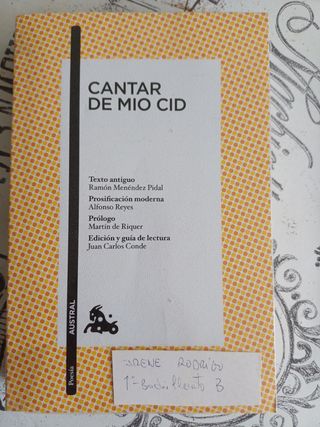 CANTAR
DE MIO CID
Texto antiguo
Ramón Menéndez Pidal
Prosificación moderna
Alfonso Reyes
Prólogo
Martín de Riquer
Edición y guía de lectura
Juan Carlos Conde
AUSTRAL
Poesía
IRENE RODRIGO
1º Bachillerato B